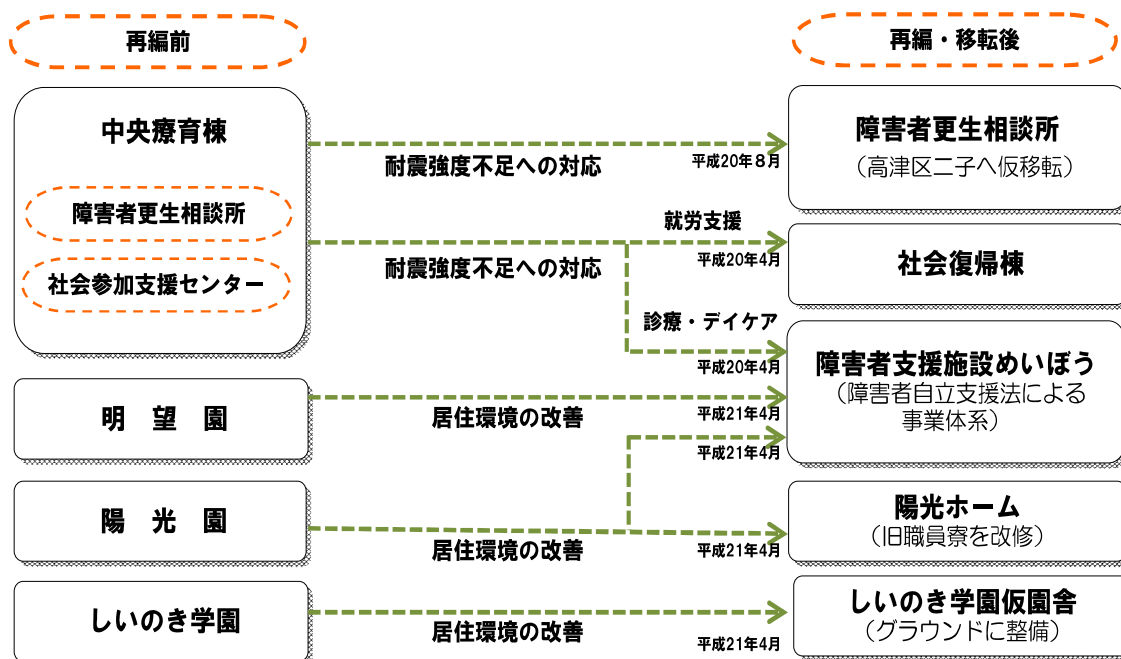 再編前
再編・移転後
中央療育棟
障害者更生相談所
社会参加支援センター
耐震強度不足への対応
平成20年8月
障害者更生相談所
（高津区二子へ仮移転）
就労支援
耐震強度不足への対応
平成20年4月
社会復帰棟
診療・デイケア
平成20年4月
障害者支援施設めいぼう
（障害者自立支援法による
事業体系）
明　望　園
居住環境の改善
平成21年4月
平成21年4月
陽　光　園
居住環境の改善
平成21年4月
陽光ホーム
（旧職員寮を改修）
しいのき学園
居住環境の改善
平成21年4月
しいのき学園仮園舎
（グラウンドに整備）